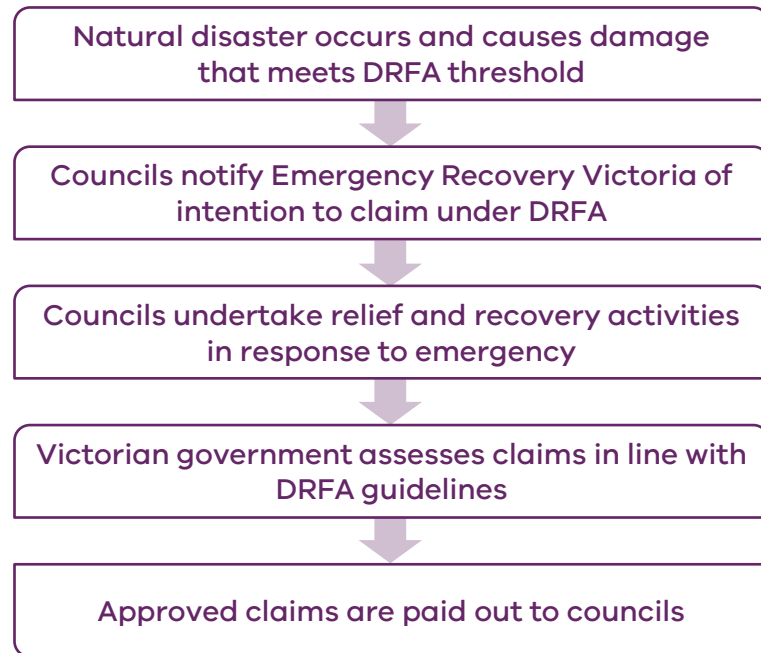 Natural disaster occurs and causes damage
that meets DRFA threshold
Councils notify Emergency Recovery Victoria of
intention to claim under DRFA
Councils undertake relief and recovery activities
in response to emergency
Victorian government assesses claims in line with
DRFA guidelines
Approved claims are paid out to councils